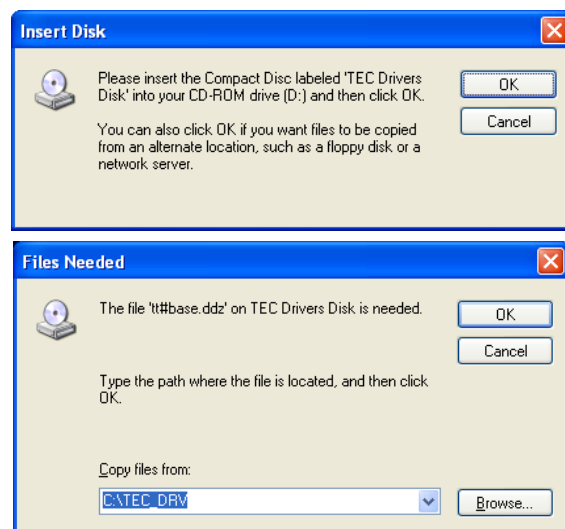 Insert Disk
Please insert the Compact Disc labeled 'TEC Drivers
Disk' into your CD-ROM drive (D:) and then click OK.
You can also click OK if you want files to be copied
from an alternate location, such as a floppy disk or a
network server.
OK
Cancel
Files Needed
The file 'tt#base.ddz' on TEC Drivers Disk is needed.
Type the path where the file is located, and then click
OK.
Copy files from:
C:\TEC_DRV
OK
Cancel
Browse...